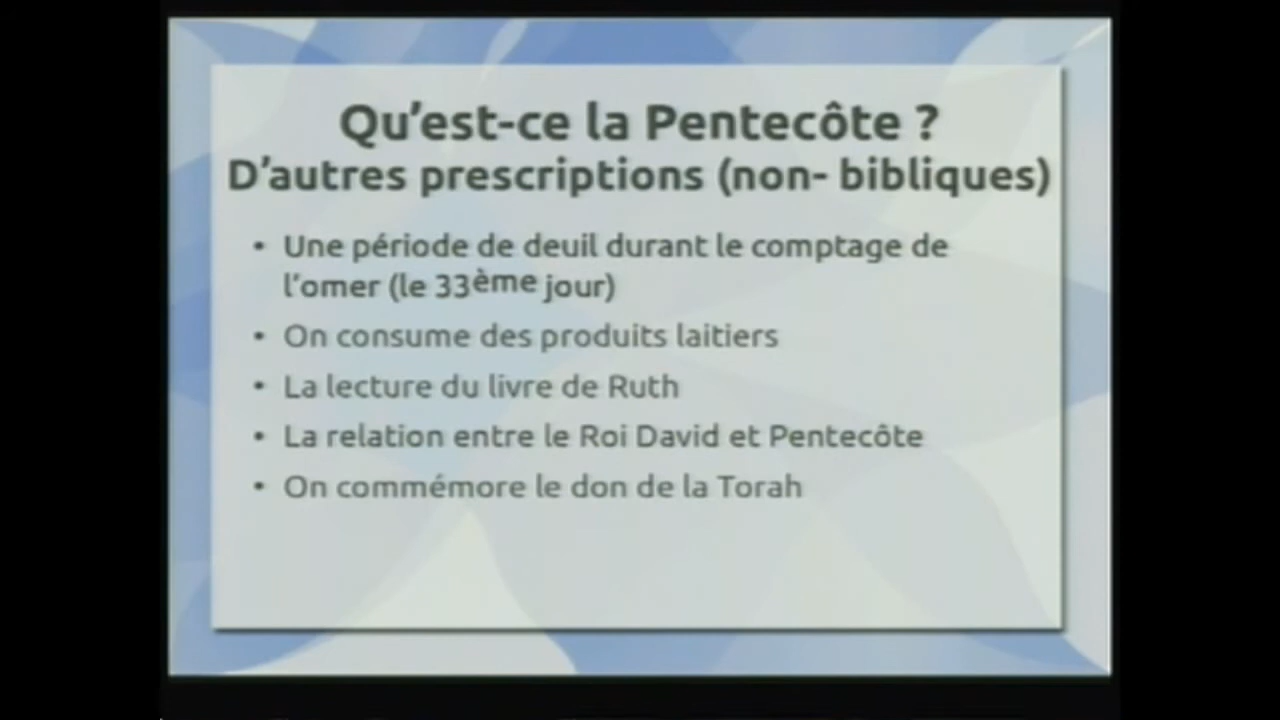 Qu’est-ce la Pentecôte ?
D’autres prescriptions (non- bibliques)
• Une période de deuil durant le comptage de
l’omer (le 33ème jour)
• On consume des produits laitiers
• La lecture du livre de Ruth
• La relation entre le Roi David et Pentecôte
• On commémore le don de la Torah